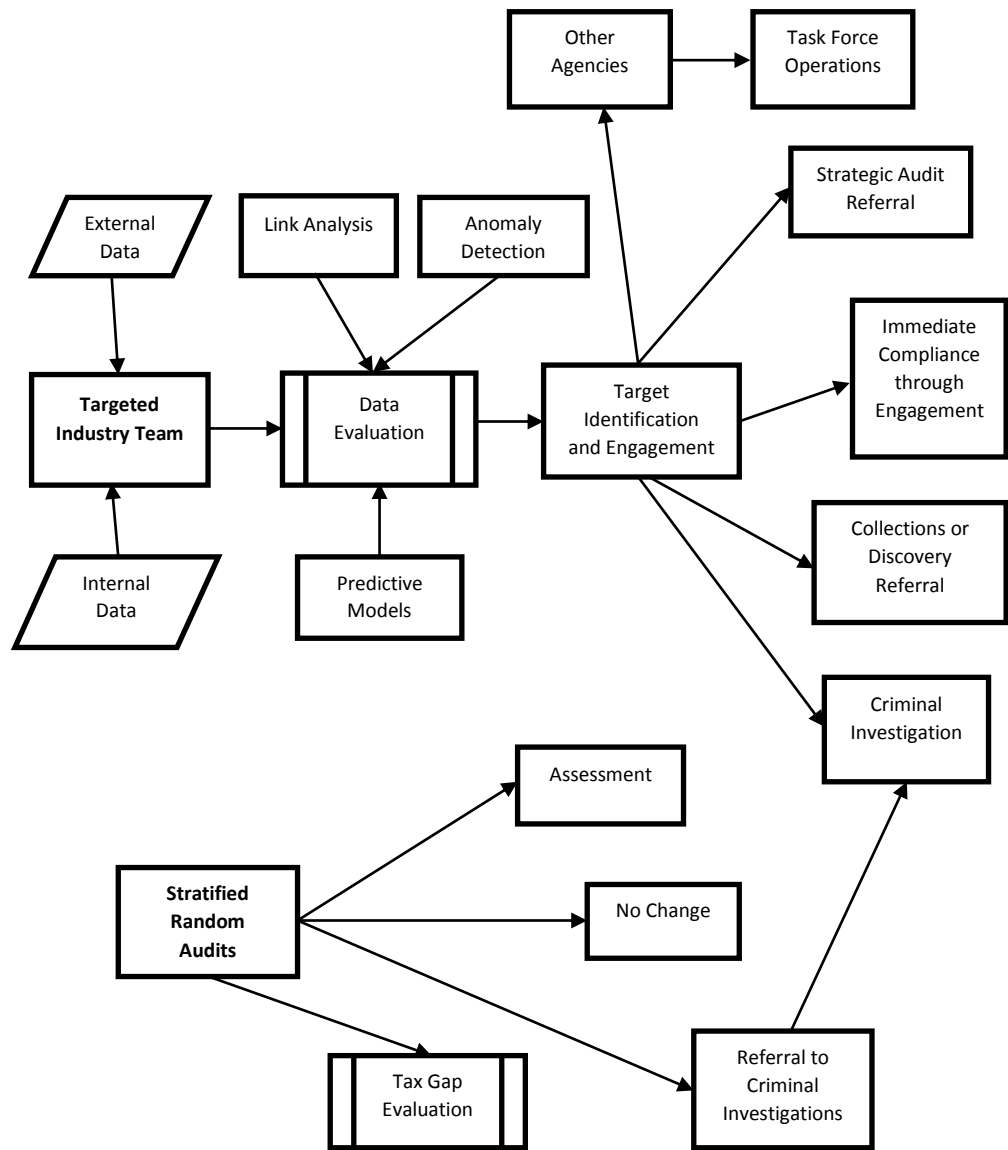 Other
Agencies
Task Force
Operations
Strategic Audit
Referral
External
Data
Link Analysis
Anomaly
Detection
Immediate
Compliance
through
Engagement
Targeted
Industry Team
Data
Evaluation
Target
Identification
and Engagement
Collections or
Discovery
Referral
Internal
Data
Predictive
Models
Criminal
Investigation
Assessment
Stratified
Random
Audits
No Change
Tax Gap
Evaluation
Referral to
Criminal
Investigations